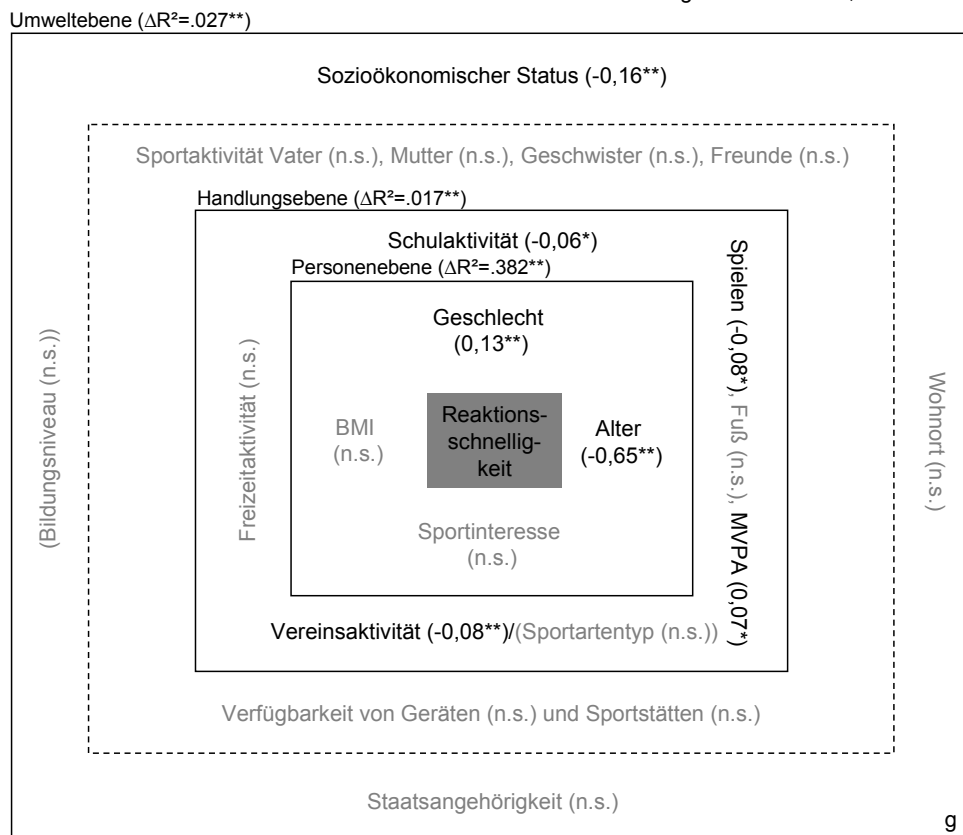 Umweltebene (ΔR²=.027**)
Sozioökonomischer Status (-0,16**)
Sportaktivität Vater (n.s.), Mutter (n.s.), Geschwister (n.s.), Freunde (n.s.)
Handlungsebene (ΔR²=.017**)
Schulaktivität (-0,06*)
Personenebene (ΔR²=.382**)
Geschlecht
(0,13**)
(Bildungsniveau (n.s.))
Freizeitaktivität (n.s.)
BMI
(n.s.)
Reaktions-
schnellig-
keit
Alter
(-0,65**)
Spielen (-0,08*), Fuß (n.s.), MVPA (0,07*)
Wohnort (n.s.)
Sportinteresse
(n.s.)
Vereinsaktivität (-0,08**)/(Sportartentyp (n.s.))
Verfügbarkeit von Geräten (n.s.) und Sportstätten (n.s.)
Staatsangehörigkeit (n.s.)
g